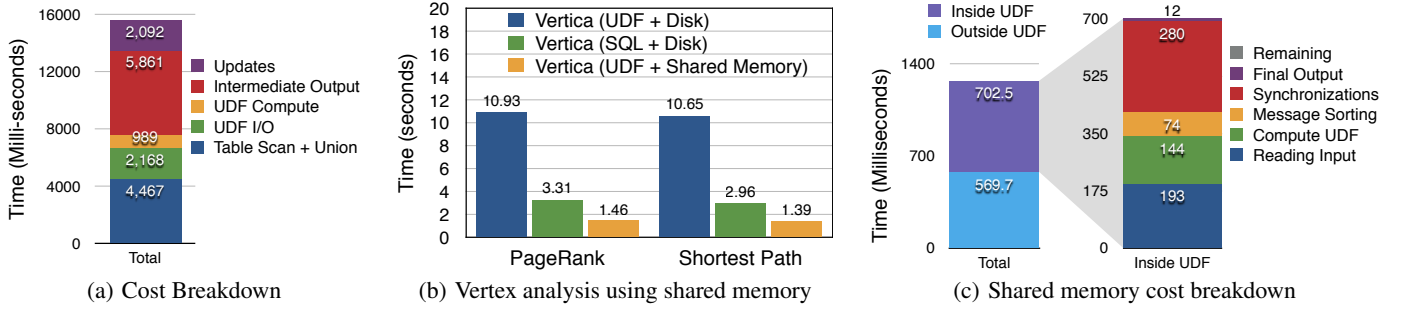 16000
12000
8000
4000
0
Time (Milli-seconds)
2,092
5,861
989
2,168
4,467
Total
Updates
Intermediate Output
UDF Compute
UDF I/O
Table Scan + Union
(a) Cost Breakdown
20
18
16
14
12
10
8
6
4
2
0
Time (seconds)
Vertica (UDF + Disk)
Vertica (SQL + Disk)
Vertica (UDF + Shared Memory)
10.93
3.31
1.46
10.65
2.96
1.39
PageRank
Shortest Path
(b) Vertex analysis using shared memory
Inside UDF
Outside UDF
1400
700
0
Time (Milliseconds)
702.5
569.7
Total
700
525
350
175
0
12
280
74
144
193
Inside UDF
Remaining
Final Output
Synchronizations
Message Sorting
Compute UDF
Reading Input
(c) Shared memory cost breakdown